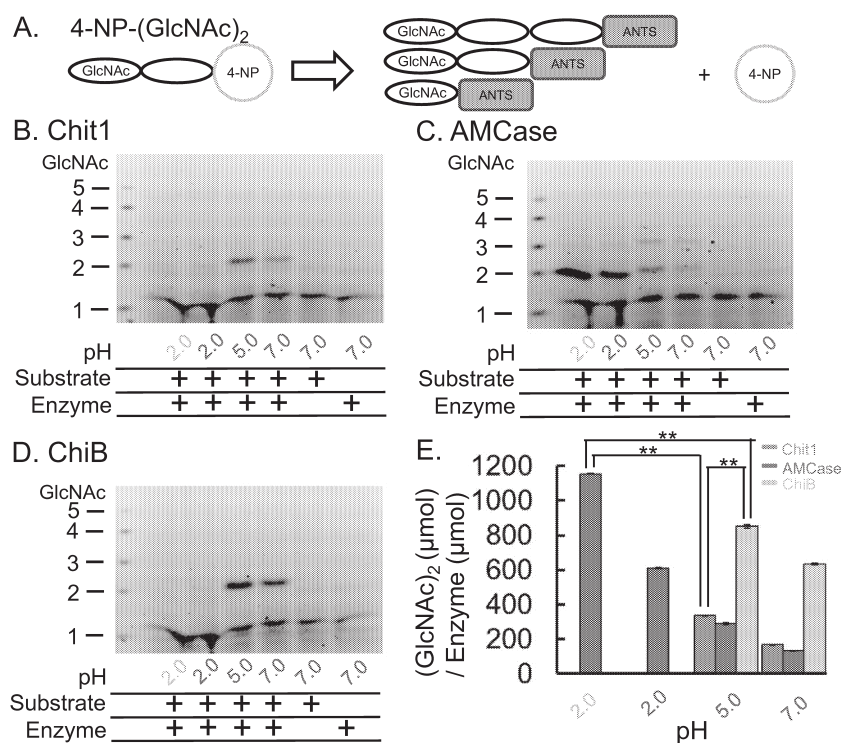 A. 4-NP-(GlcNAc)2
GlcNAc 4-NP
GlcNAc ANTS
GlcNAc ANTS
GlcNAc ANTS
+ 4-NP
B. Chit1
GlcNAc
5
4
3
2
1
pH 2.0 2.0 5.0 7.0 7.0 7.0
Substrate + + + + +
Enzyme + + + + +
C. AMCase
GlcNAc
5
4
3
2
1
pH 2.0 2.0 5.0 7.0 7.0 7.0
Substrate + + + + +
Enzyme + + + + +
D. ChiB
GlcNAc
5
4
3
2
1
pH 2.0 2.0 5.0 7.0 7.0 7.0
Substrate + + + + +
Enzyme + + + + +
E.
** ** **
Chit1
AMCase
ChiB
(GlcNAc)2 (μmol)
/ Enzyme (μmol)
1200
1000
800
600
400
200
0
2.0 2.0 5.0 7.0
pH